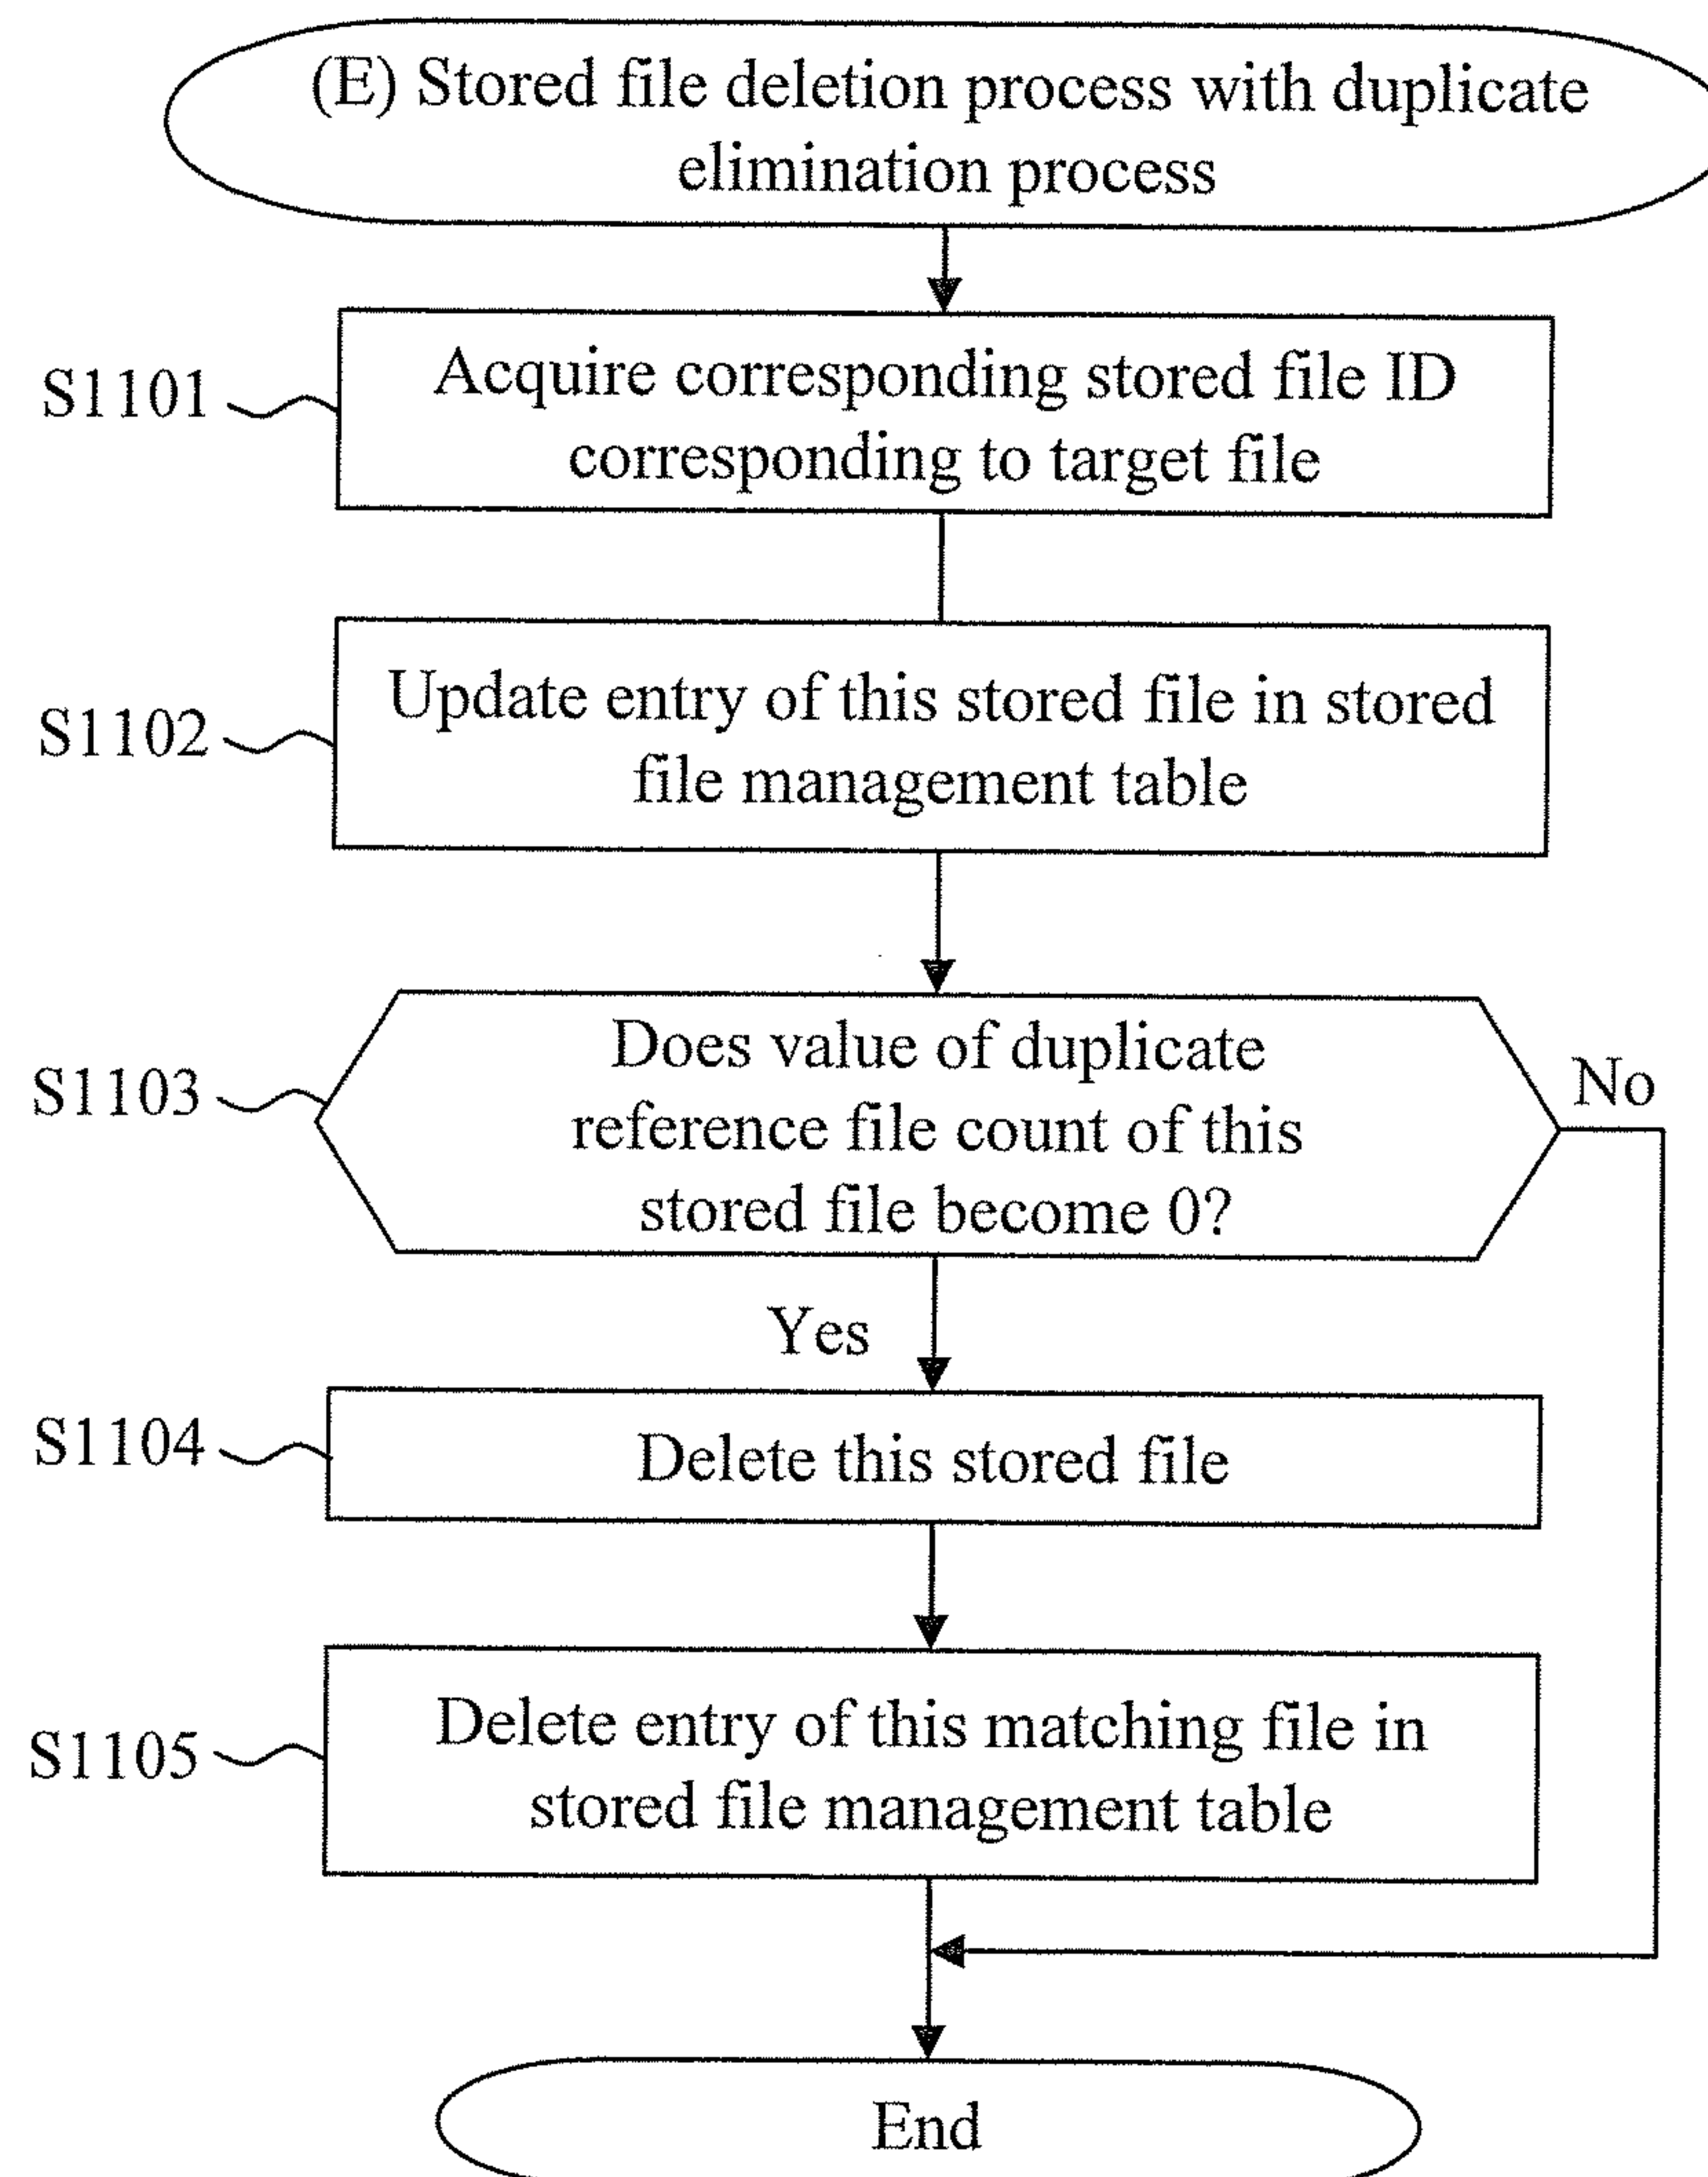 (E) Stored file deletion process with duplicate
elimination process
S1101
Acquire corresponding stored file ID
corresponding to target file
S1102
Update entry of this stored file in stored
file management table
S1103
Does value of duplicate
reference file count of this
stored file become 0?
No
Yes
S1104
Delete this stored file
S1105
Delete entry of this matching file in
stored file management table
End